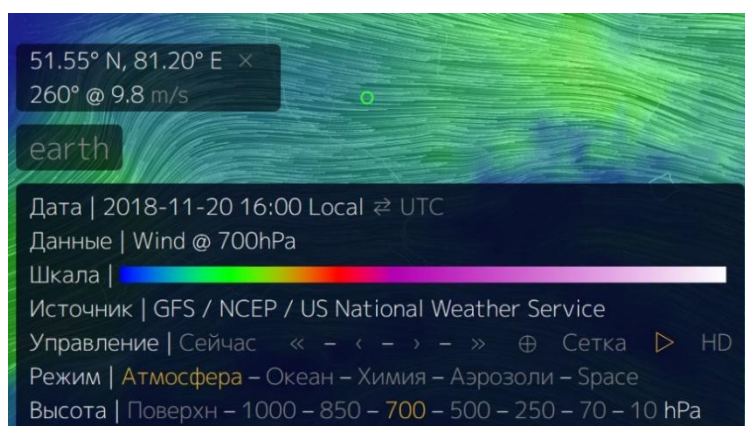 51.55° N, 81.20° E ×
260° @ 9.8 m/s
earth
Дата | 2018-11-20 16:00 Local ⇄ UTC
Данные | Wind @ 700hPa
Шкала |
Источник | GFS / NCEP / US National Weather Service
Управление | Сейчас « – ‹ – › – » ⊕ Сетка ▷ HD
Режим | Атмосфера – Океан – Химия – Аэрозоли – Space
Высота | Поверхн – 1000 – 850 – 700 – 500 – 250 – 70 – 10 hPa